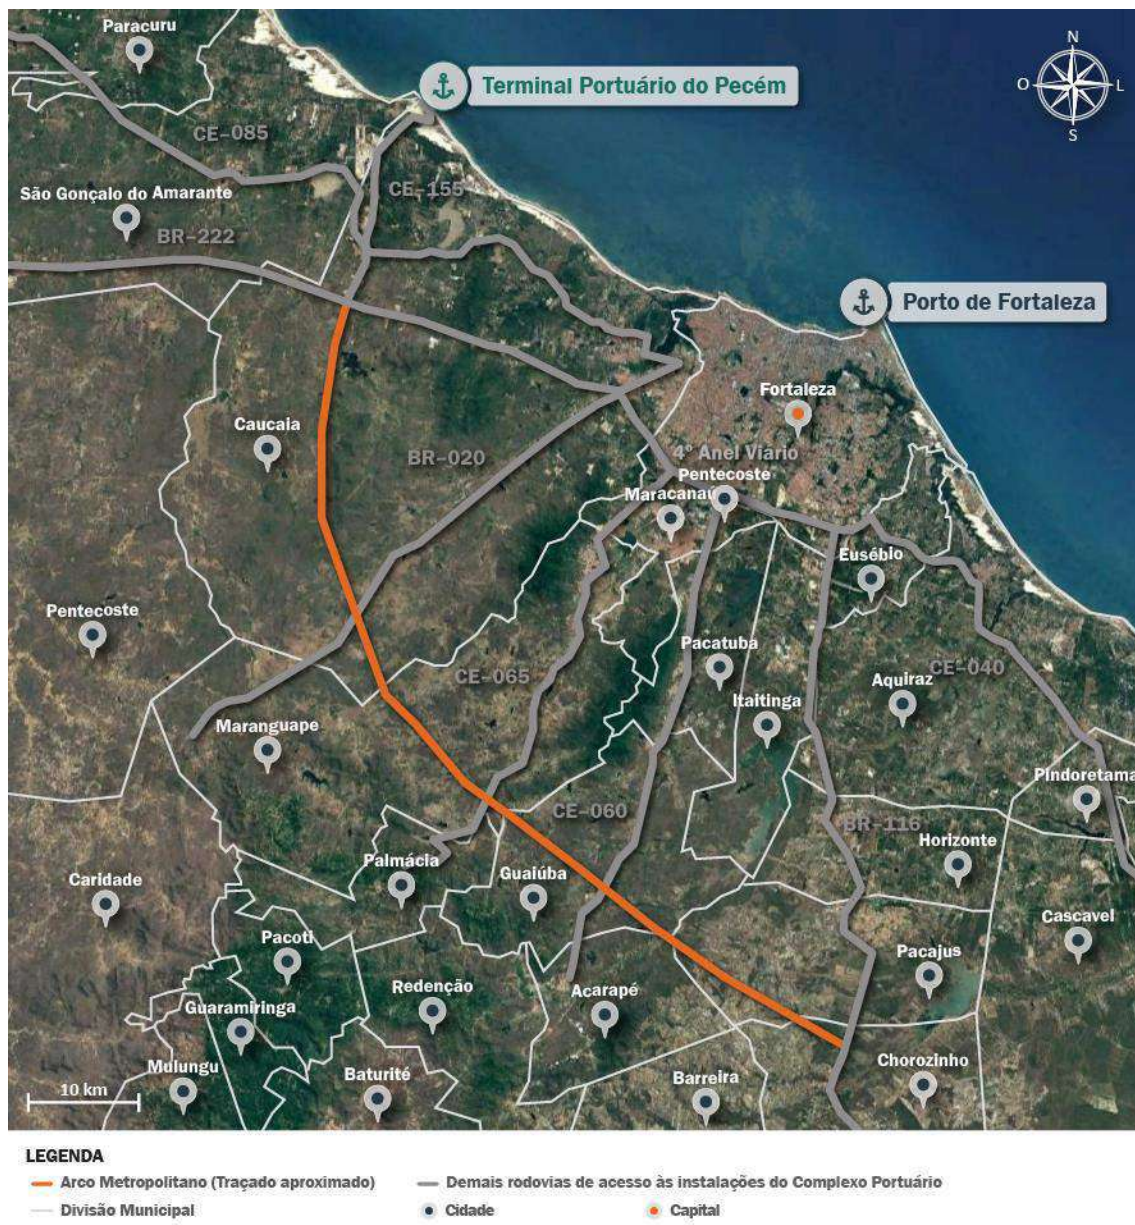 Paracuru
N
Terminal Portuário do Pecém
O
L
S
CE-085
CE-155
São Gonçalo do Amarante
BR-222
Porto de Fortaleza
Fortaleza
Caucaia
4º Anel Viário
BR-020
Pentecoste
Maracanau
Eusébio
Pentecoste
Pacatuba
CE-065
CE-040
Aquiraz
Itaitinga
Maranguape
Pindoretama
CE-060
BR-116
Horizonte
Palmácia
Guaiúba
Caridade
Cascavel
Pacoti
Pacajus
Redenção
Acarapé
Guaramiringa
Chorozinho
Mulungu
Baturité
Barreira
10 km
LEGENDA
Arco Metropolitano (Traçado aproximado)
Demais rodovias de acesso às instalações do Complexo Portuário
Divisão Municipal
Cidade
Capital